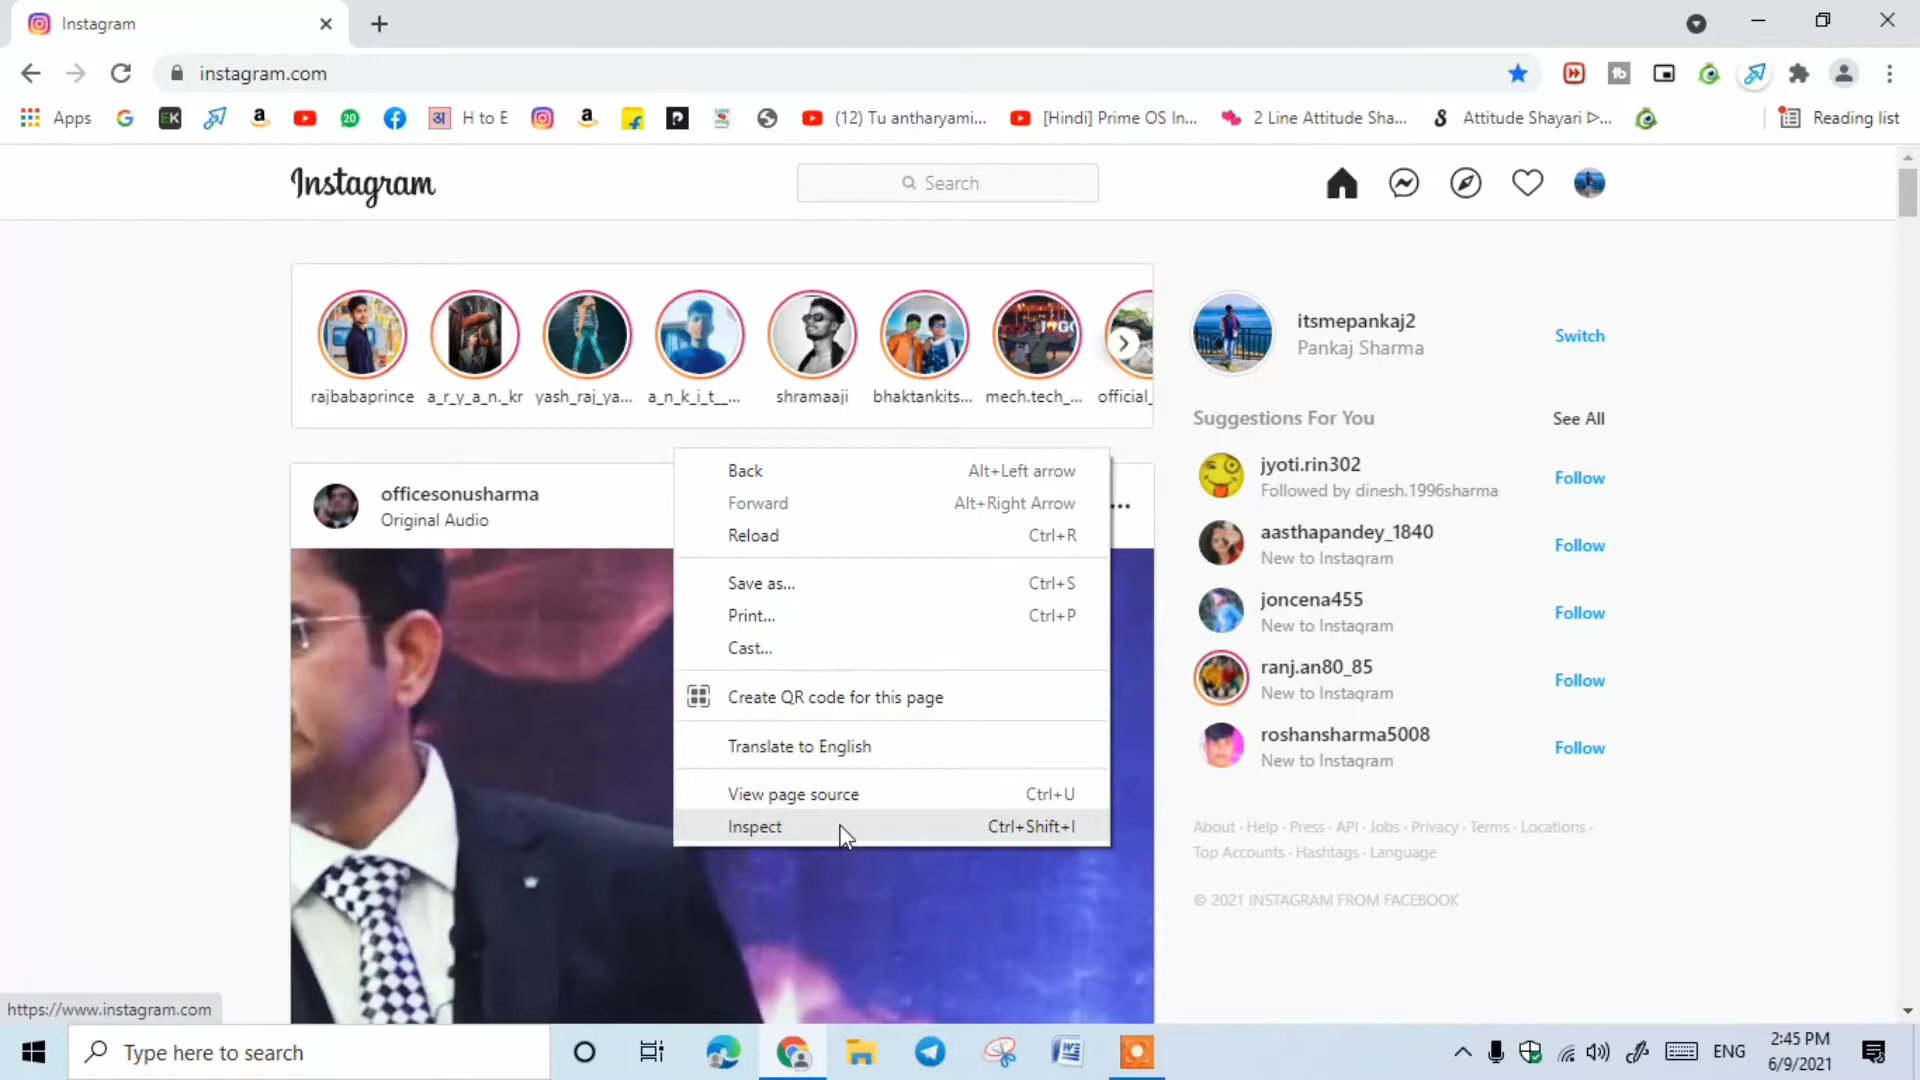 Instagram
instagram.com
Apps
EK
20
अ
H to E
(12) Tu antharyami...
[Hindi] Prime OS In...
2 Line Attitude Sha...
Attitude Shayari ᐅ...
Reading list
Instagram
Search
rajbabaprince
a_r_y_a_n._kr
yash_raj_ya...
a_n_k_i_t__...
shramaaji
bhaktankits...
mech.tech_...
official_
itsmepankaj2
Pankaj Sharma
Switch
Suggestions For You
See All
jyoti.rin302
Followed by dinesh.1996sharma
Follow
aasthapandey_1840
New to Instagram
Follow
joncena455
New to Instagram
Follow
ranj.an80_85
New to Instagram
Follow
roshansharma5008
New to Instagram
Follow
About · Help · Press · API · Jobs · Privacy · Terms · Locations ·
Top Accounts · Hashtags · Language
© 2021 INSTAGRAM FROM FACEBOOK
officesonusharma
Original Audio
Back Alt+Left arrow
Forward Alt+Right Arrow
Reload Ctrl+R
Save as... Ctrl+S
Print... Ctrl+P
Cast...
Create QR code for this page
Translate to English
View page source Ctrl+U
Inspect Ctrl+Shift+I
https://www.instagram.com
Type here to search
ENG
2:45 PM
6/9/2021